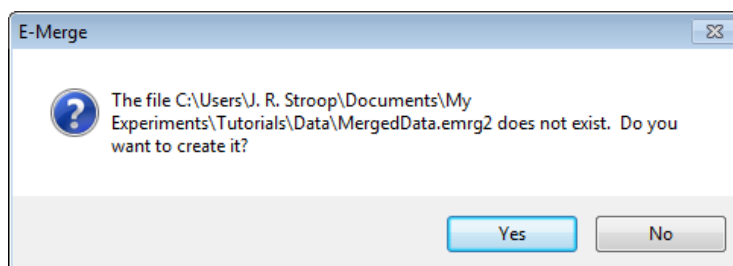 E-Merge
The file C:\Users\J. R. Stroop\Documents\My
Experiments\Tutorials\Data\MergedData.emrg2 does not exist.  Do you
want to create it?
Yes
No